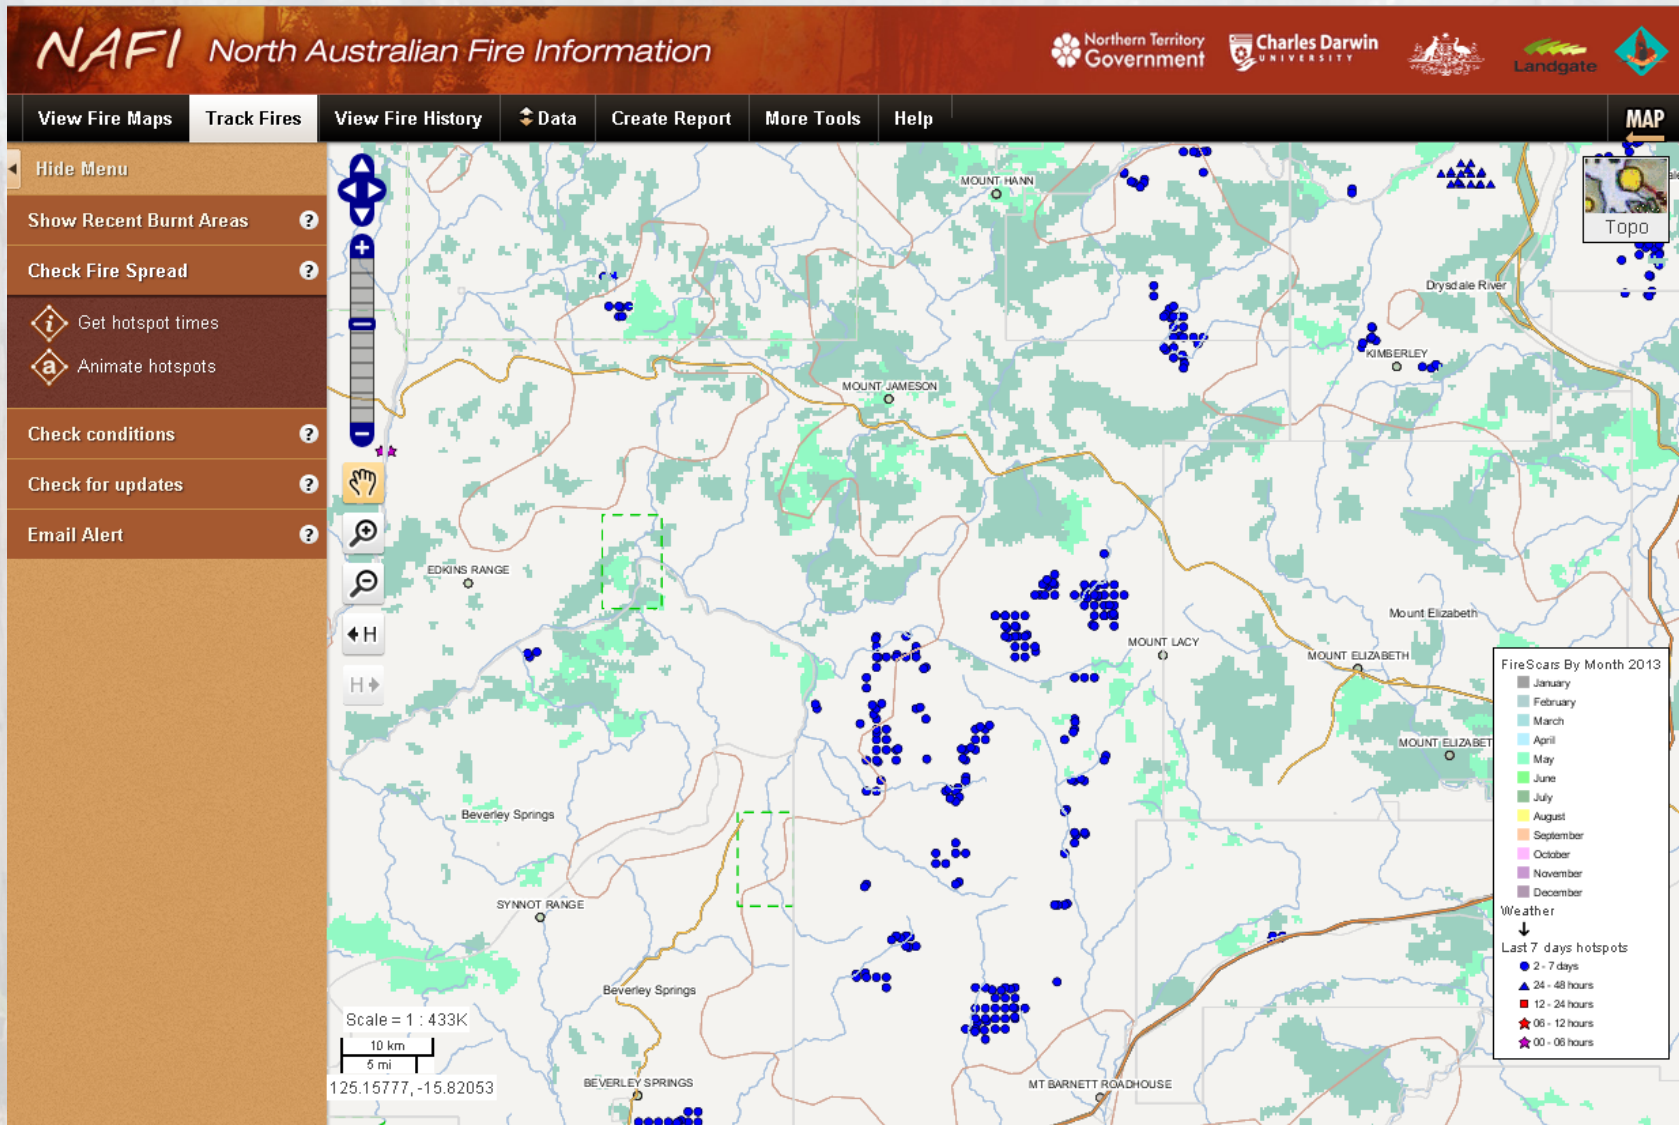 NAFI North Australian Fire Information
Northern Territory
Government
Charles Darwin
UNIVERSITY
Landgate
View Fire Maps
Track Fires
View Fire History
Data
Create Report
More Tools
Help
MAP
Hide Menu
Show Recent Burnt Areas ?
Check Fire Spread ?
i Get hotspot times
a Animate hotspots
Check conditions ?
Check for updates ?
Email Alert ?
H
H
Topo
MOUNT HANN
Drysdale River
KIMBERLEY
MOUNT JAMESON
EDKINS RANGE
Mount Elizabeth
MOUNT LACY
MOUNT ELIZABETH
MOUNT ELIZABET
Beverley Springs
SYNNOT RANGE
Beverley Springs
BEVERLEY SPRINGS
MT BARNETT ROADHOUSE
FireScars By Month 2013
January
February
March
April
May
June
July
August
September
October
November
December
Weather
Last 7 days hotspots
2 - 7 days
24 - 48 hours
12 - 24 hours
06 - 12 hours
00 - 06 hours
Scale = 1 : 433K
10 km
5 mi
125.15777, -15.82053